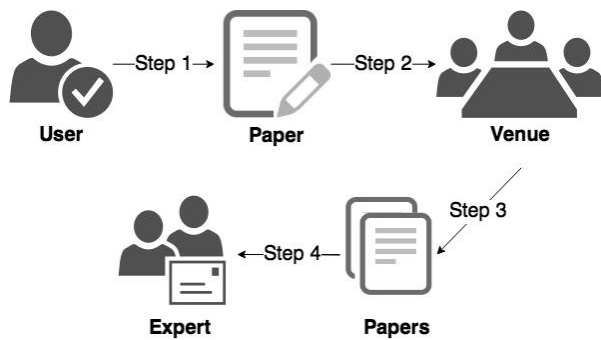 Step 1
Step 2
User
Paper
Venue
Step 3
Step 4
Expert
Papers